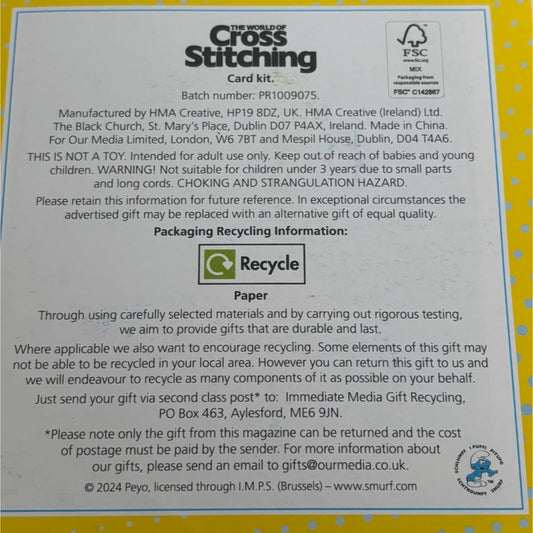 THE WORLD OF
Cross
Stitching
Card kit.
Batch number: PR1009075.
FSC
www.fsc.org
MIX
Packaging from
responsible sources
FSC® C142867
Manufactured by HMA Creative, HP19 8DZ, UK. HMA Creative (Ireland) Ltd.
The Black Church, St. Mary's Place, Dublin D07 P4AX, Ireland. Made in China.
For Our Media Limited, London, W6 7BT and Mespil House, Dublin, D04 T4A6.
THIS IS NOT A TOY. Intended for adult use only. Keep out of reach of babies and young
children. WARNING! Not suitable for children under 3 years due to small parts
and long cords. CHOKING AND STRANGULATION HAZARD.
Please retain this information for future reference. In exceptional circumstances the
advertised gift may be replaced with an alternative gift of equal quality.
Packaging Recycling Information:
Recycle
Paper
Through using carefully selected materials and by carrying out rigorous testing,
we aim to provide gifts that are durable and last.
Where applicable we also want to encourage recycling. Some elements of this gift may
not be able to be recycled in your local area. However you can return this gift to us and
we will endeavour to recycle as many components of it as possible on your behalf.
Just send your gift via second class post* to: Immediate Media Gift Recycling,
PO Box 463, Aylesford, ME6 9JN.
*Please note only the gift from this magazine can be returned and the cost
of postage must be paid by the sender. For more information about
our gifts, please send an email to gifts@ourmedia.co.uk.
SCHLUMPF I PUFFI PITUFO
SCHTROUMPF SMURF
TM
© 2024 Peyo, licensed through I.M.P.S. (Brussels) – www.smurf.com